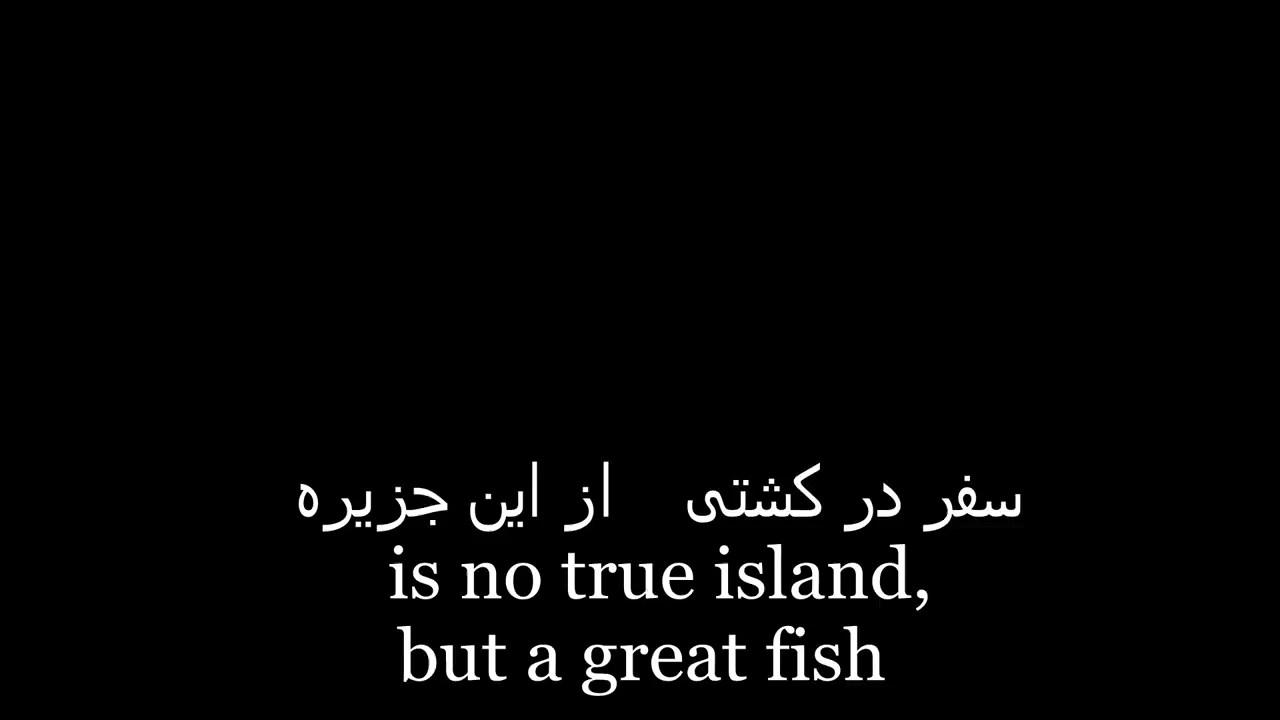 سفر در کشتی از این جزیره
is no true island,
but a great fish